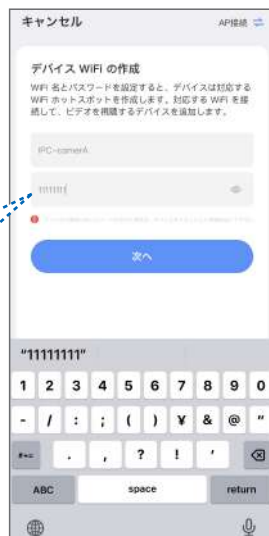 キャンセル
AP接続
デバイス WiFi の作成
WiFi 名とパスワードを設定すると、デバイスは対応する
WiFi ホットスポットを作成します。対応する WiFi を接
続して、ビデオを視聴するデバイスを追加します。
IPC-camerA
11111111
次へ
"11111111"
1 2 3 4 5 6 7 8 9 0
- / : ; ( ) ¥ & @ "
#+= . , ? ! '
ABC space return